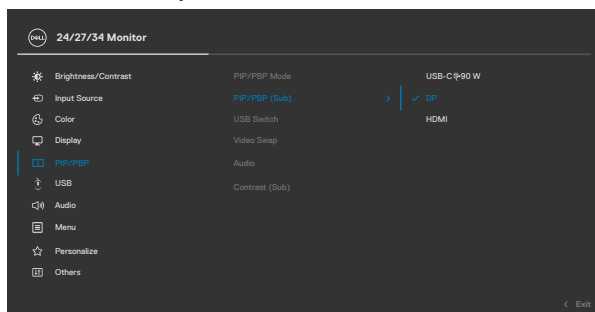 DELL 24/27/34 Monitor
Brightness/Contrast PIP/PBP Mode USB-C 90 W
Input Source PIP/PBP (Sub) > ✓ DP
Color USB Switch HDMI
Display Video Swap
PIP/PBP Audio
USB Contrast (Sub)
Audio
Menu
Personalize
Others
< Exit